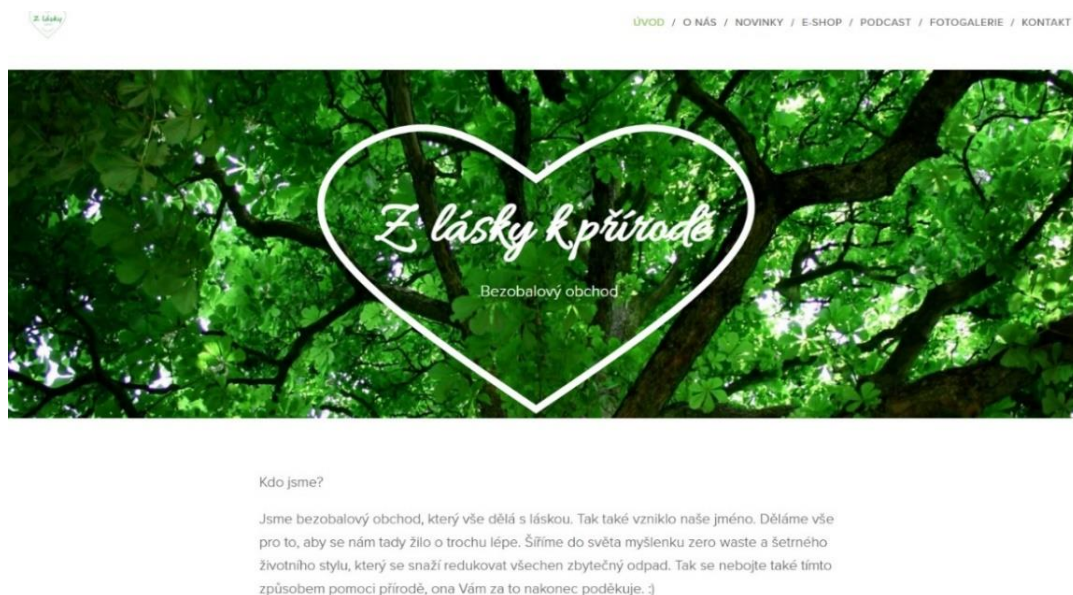 Z lásky
ÚVOD / O NÁS / NOVINKY / E-SHOP / PODCAST / FOTOGALERIE / KONTAKT
Z lásky k přírodě
Bezobalový obchod
Kdo jsme?
Jsme bezobalový obchod, který vše dělá s láskou. Tak také vzniklo naše jméno. Děláme vše
pro to, aby se nám tady žilo o trochu lépe. Šíříme do světa myšlenku zero waste a šetrného
životního stylu, který se snaží redukovat všechen zbytečný odpad. Tak se nebojte také tímto
způsobem pomoci přírodě, ona Vám za to nakonec poděkuje. :)